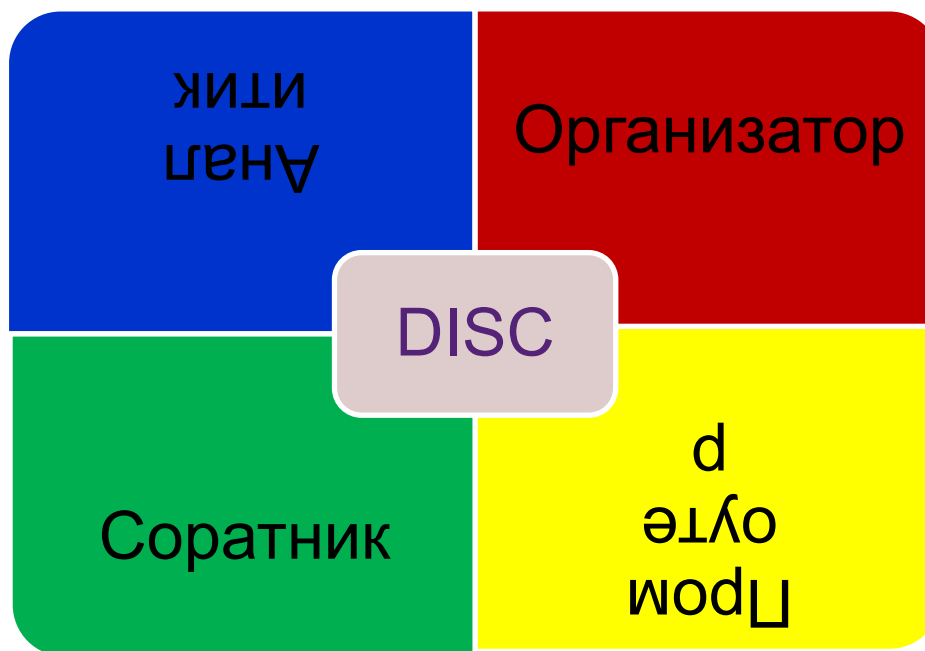 Анал
итик
Организатор
DISC
Соратник
Пром
оуте
р